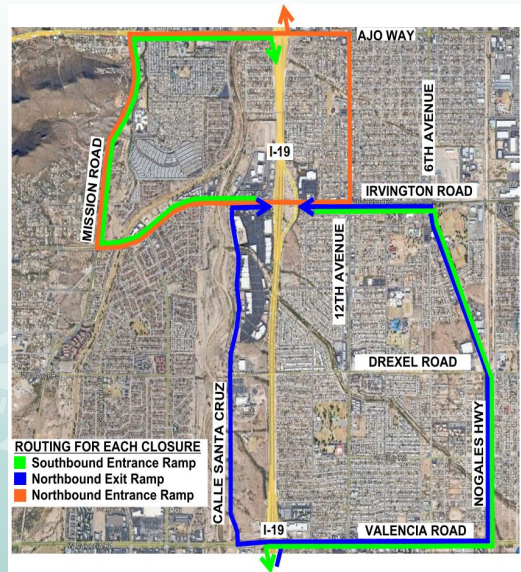 AJO WAY
6TH AVENUE
I-19
MISSION ROAD
IRVINGTON ROAD
12TH AVENUE
DREXEL ROAD
CALLE SANTA CRUZ
NOGALES HWY
ROUTING FOR EACH CLOSURE
Southbound Entrance Ramp
Northbound Exit Ramp
Northbound Entrance Ramp
I-19
VALENCIA ROAD